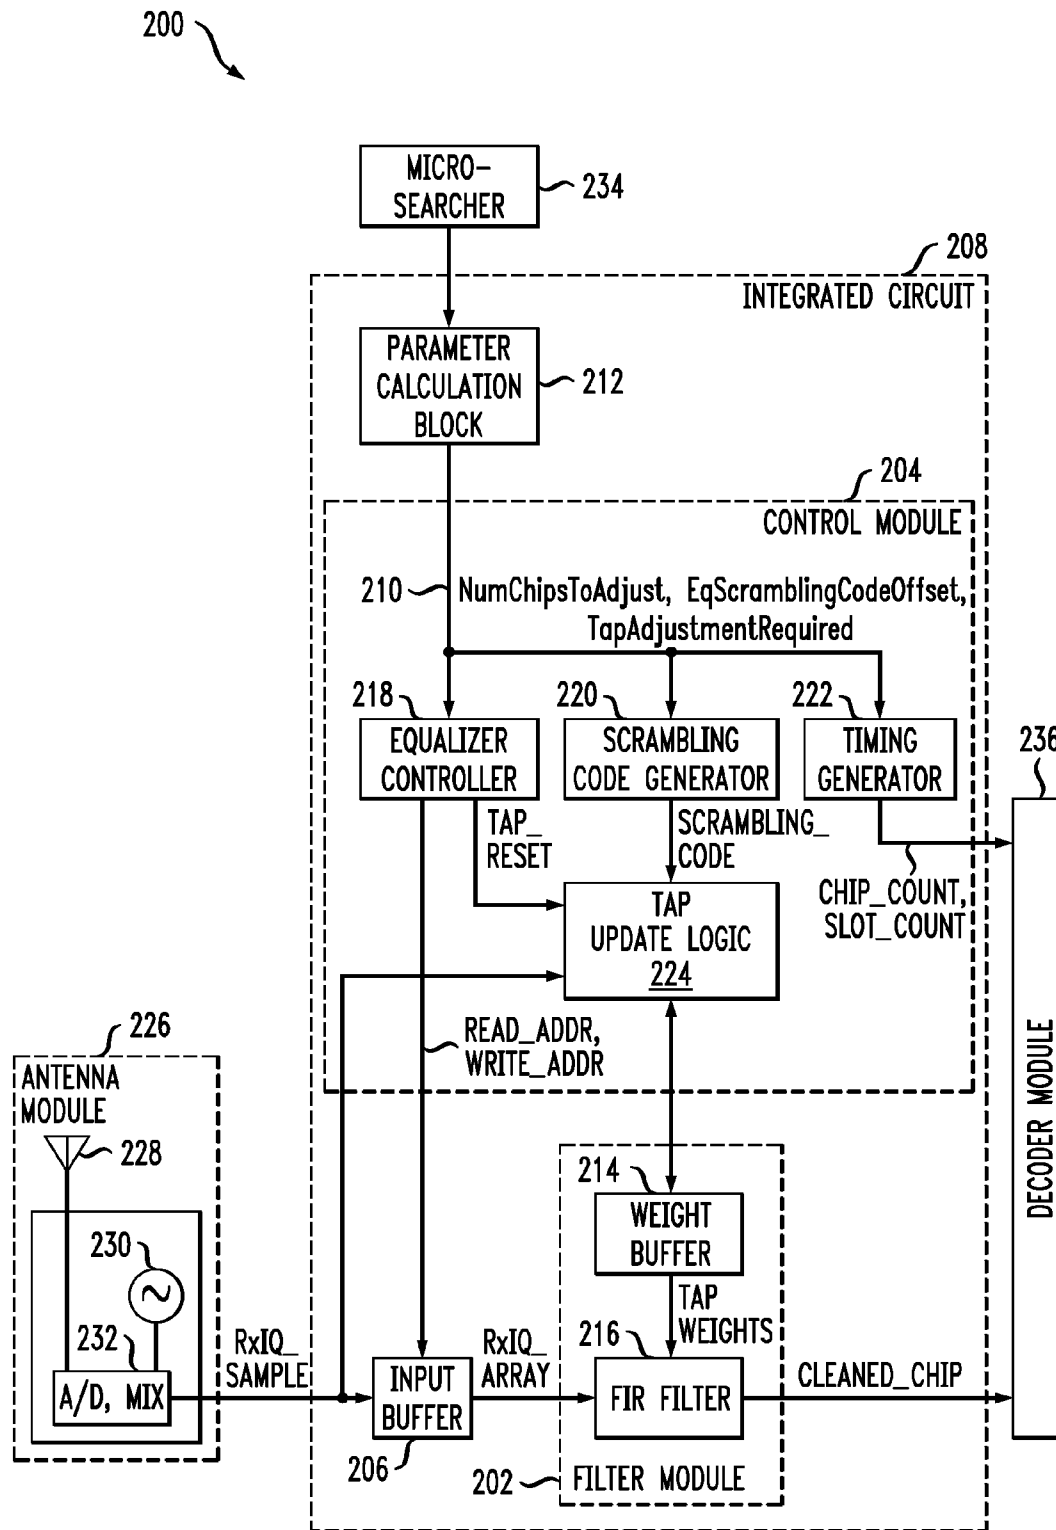 200
MICRO-
SEARCHER
234
208
INTEGRATED CIRCUIT
PARAMETER
CALCULATION
BLOCK
212
204
CONTROL MODULE
210
NumChipsToAdjust, EqScramblingCodeOffset,
TapAdjustmentRequired
218
220
222
EQUALIZER
CONTROLLER
SCRAMBLING
CODE GENERATOR
TIMING
GENERATOR
236
TAP_
RESET
SCRAMBLING_
CODE
CHIP_COUNT,
SLOT_COUNT
TAP
UPDATE LOGIC
224
READ_ADDR,
WRITE_ADDR
226
ANTENNA
MODULE
228
230
232
A/D, MIX
RxIQ_
SAMPLE
INPUT
BUFFER
206
RxIQ_
ARRAY
214
WEIGHT
BUFFER
TAP
WEIGHTS
216
FIR FILTER
CLEANED_CHIP
202
FILTER MODULE
DECODER MODULE